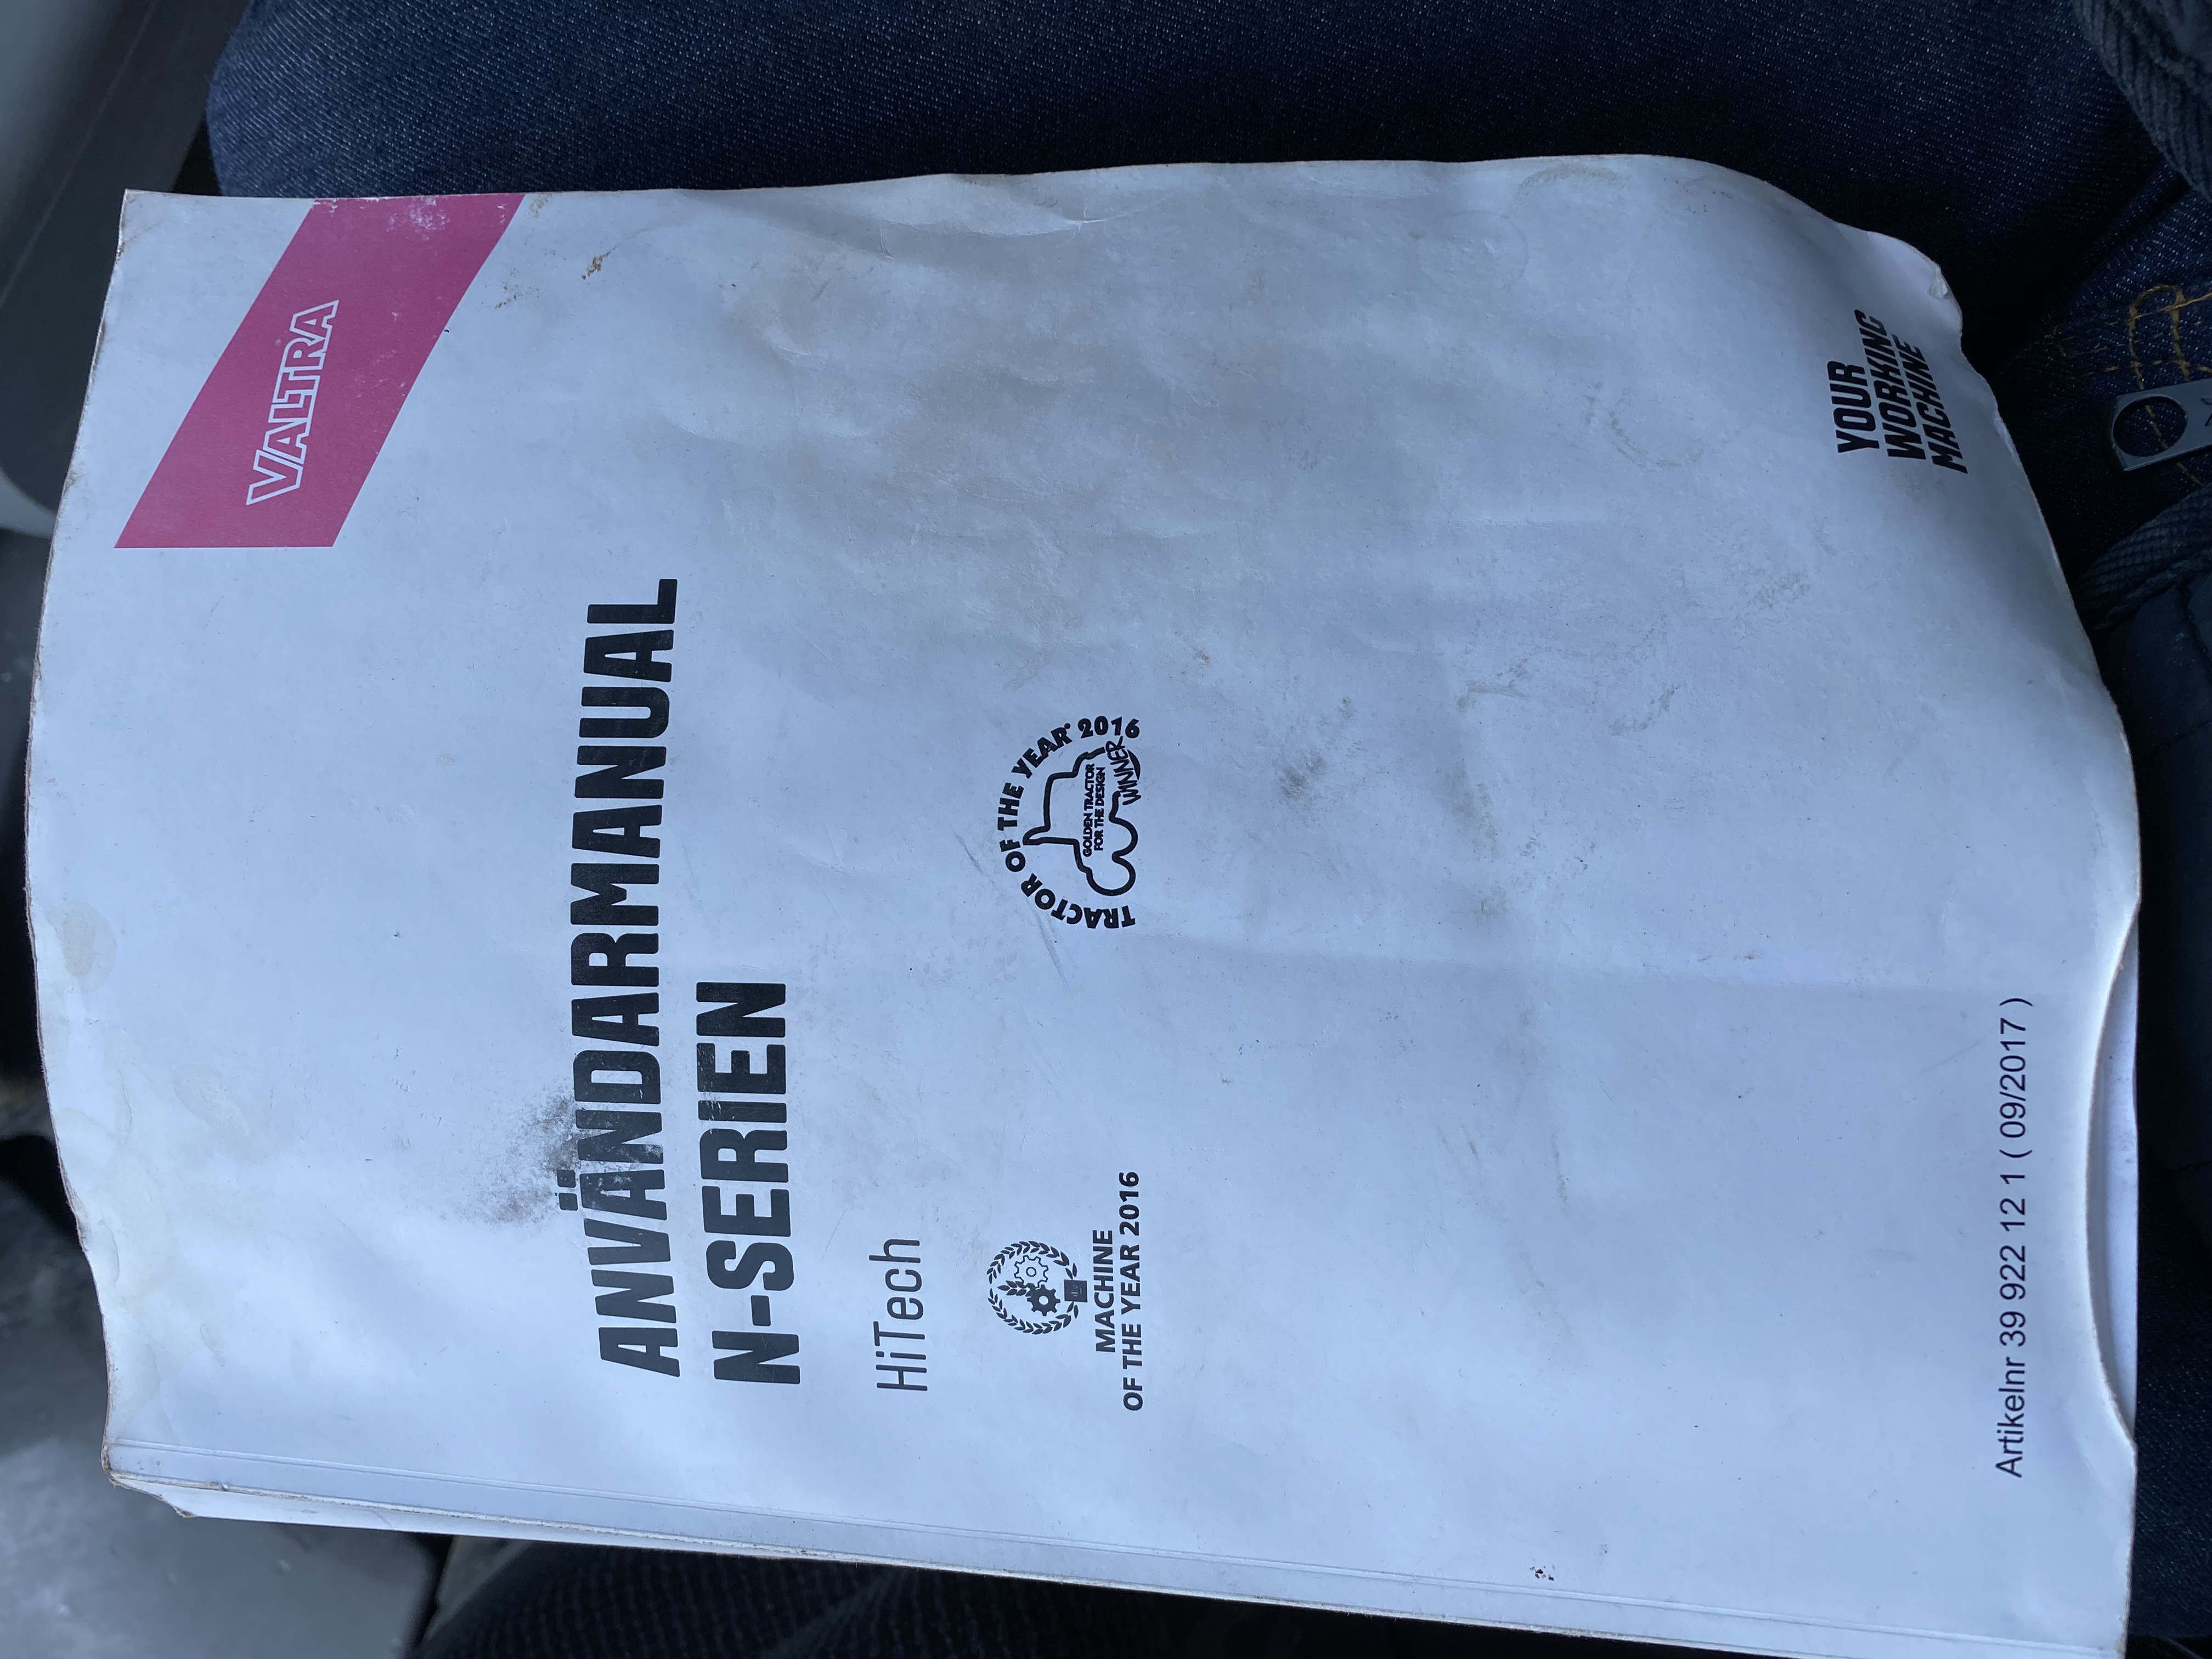 VALTRA
ANVÄNDARMANUAL
N-SERIEN
HiTech
MACHINE
OF THE YEAR 2016
TRACTOR OF THE YEAR 2016
GOLDEN TRACTOR
FOR THE DESIGN
WINNER
Artikelnr 39 922 12 1 ( 09/2017 )
YOUR
WORKING
MACHINE